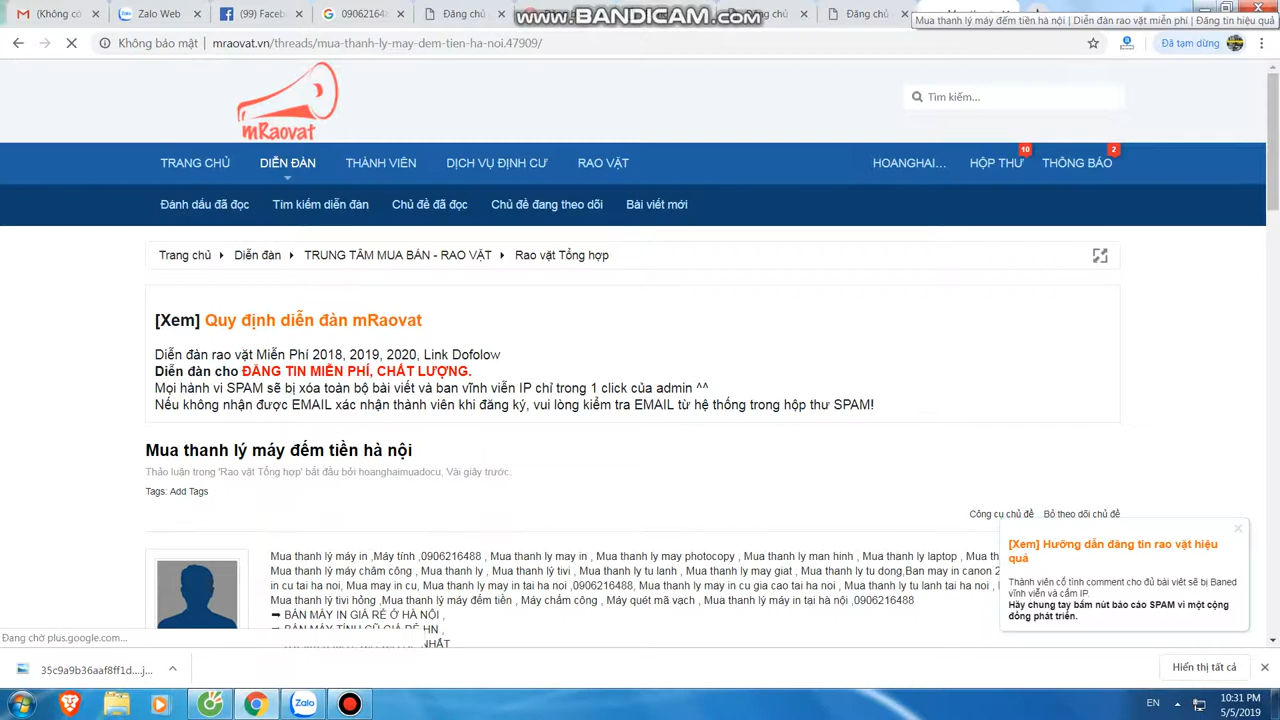 (Không có
Zalo Web
(9) Faceb
09062164
Đăng chủ
www.BANDICAM.com
Đăng chủ
Mua thanh lý máy đếm tiền hà nội | Diễn đàn rao vặt miễn phí | Đăng tin hiệu quả
Không bảo mật | mraovat.vn/threads/mua-thanh-ly-may-dem-tien-ha-noi.47909/
Đã tạm dừng
mRaovat
Tìm kiếm...
TRANG CHỦ DIỄN ĐÀN THÀNH VIÊN DỊCH VỤ ĐỊNH CƯ RAO VẶT HOANGHAI... HỘP THƯ 10 THÔNG BÁO 2
Đánh dấu đã đọc Tìm kiếm diễn đàn Chủ đề đã đọc Chủ đề đang theo dõi Bài viết mới
Trang chủ Diễn đàn TRUNG TÂM MUA BÁN - RAO VẶT Rao vặt Tổng hợp
[Xem] Quy định diễn đàn mRaovat
Diễn đàn rao vặt Miễn Phí 2018, 2019, 2020, Link Dofolow
Diễn đàn cho ĐĂNG TIN MIỄN PHÍ, CHẤT LƯỢNG.
Mọi hành vi SPAM sẽ bị xóa toàn bộ bài viết và ban vĩnh viễn IP chỉ trong 1 click của admin ^^
Nếu không nhận được EMAIL xác nhận thành viên khi đăng ký, vui lòng kiểm tra EMAIL từ hệ thống trong hộp thư SPAM!
Mua thanh lý máy đếm tiền hà nội
Thảo luận trong 'Rao vặt Tổng hợp' bắt đầu bởi hoanghaimuadocu, Vài giây trước.
Tags: Add Tags
Công cụ chủ đề Bỏ theo dõi chủ đề
Mua thanh lý máy in ,Máy tính ,0906216488 , Mua thanh ly may in , Mua thanh ly may photocopy , Mua thanh ly man hinh , Mua thanh ly laptop ,
Mua thanh lý máy chấm công , Mua thanh lý , Mua thanh lý tivi , Mua thanh ly tu lanh , Mua thanh ly may giat , Mua thanh ly tu dong,Ban may in canon 2
in cu tai ha noi, Mua may in cu , Mua thanh ly may in tai hà nội ,0906216488, Mua thanh ly may in cu gia cao tai ha noi , Mua thanh ly tu lanh tai ha noi ,
Mua thanh lý tivi hỏng ,Mua thanh lý máy đếm tiền , Máy chấm công , Máy quét mã vạch , Mua thanh lý máy in tại hà nội ,0906216488
➡ BÁN MÁY IN GIÁ RẺ Ở HÀ NỘI ,
➡ BÁN MÁY TÍNH CŨ GIÁ RẺ HN ,
NHẤT
[Xem] Hướng dẫn đăng tin rao vặt hiệu
quả
Thành viên cố tình comment cho đủ bài viết sẽ bị Baned
vĩnh viễn và cấm IP.
Hãy chung tay bấm nút báo cáo SPAM vì một cộng
đồng phát triển.
Đang chờ plus.google.com...
35c9a9b36aaf8ff1d....j...
Hiển thị tất cả
Zalo
EN
10:31 PM
5/5/2019